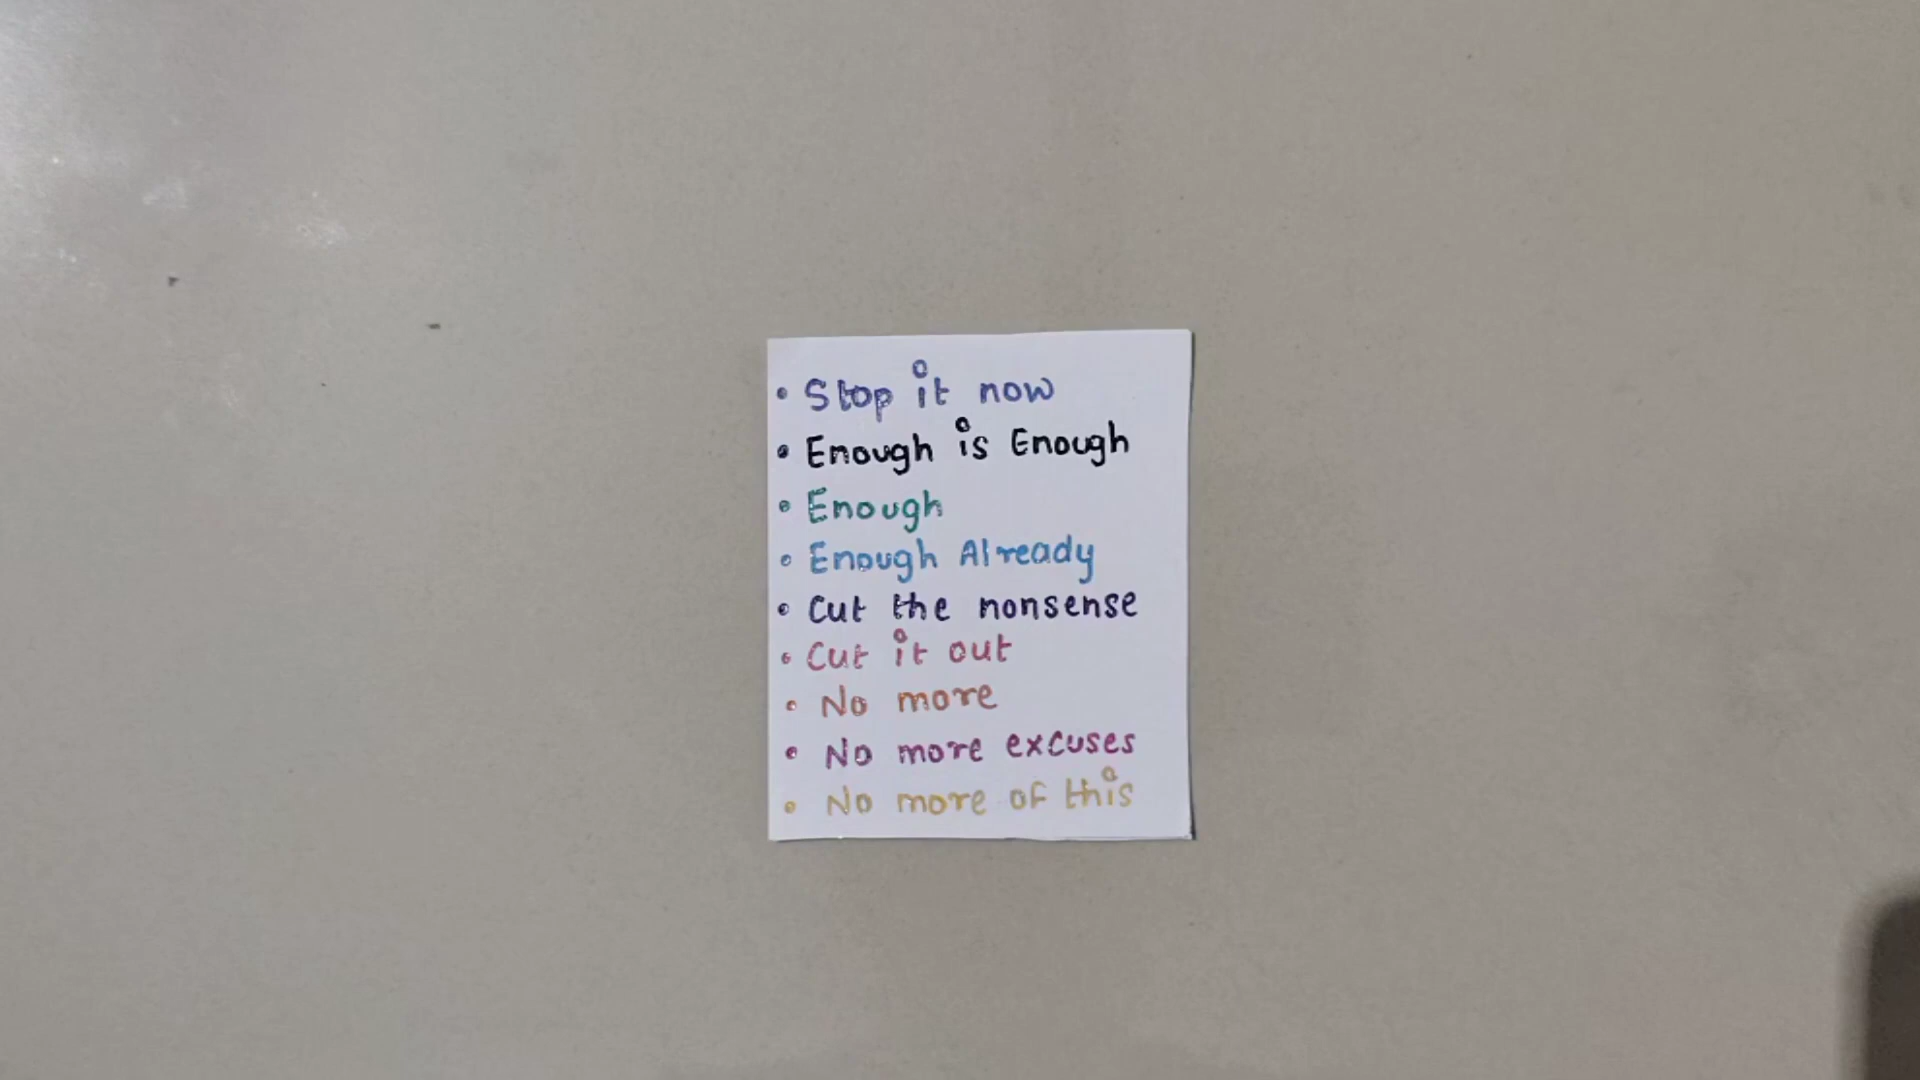 • Stop it now
• Enough is Enough
• Enough
• Enough Already
• Cut the nonsense
• Cut it out
• No more
• No more excuses
• No more of this